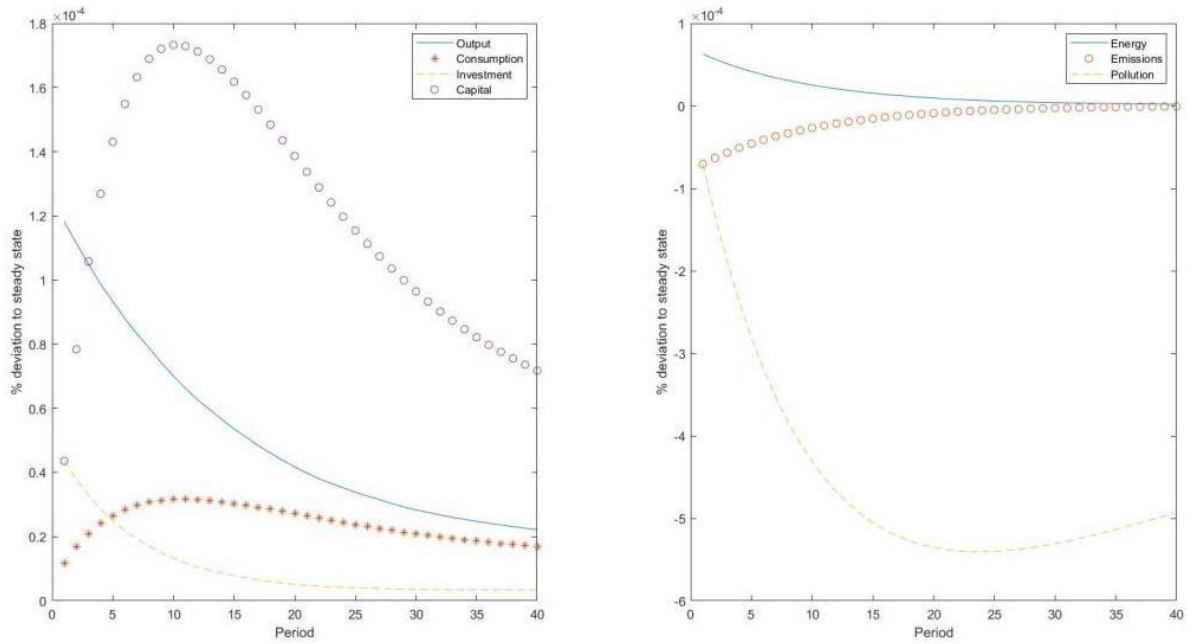 ×10⁻⁴
1.8
1.6
1.4
1.2
1
0.8
0.6
0.4
0.2
0
% deviation to steady state
0 5 10 15 20 25 30 35 40
Period
Output
Consumption
Investment
Capital
×10⁻⁴
1
0
-1
-2
-3
-4
-5
-6
% deviation to steady state
0 5 10 15 20 25 30 35 40
Period
Energy
Emissions
Pollution